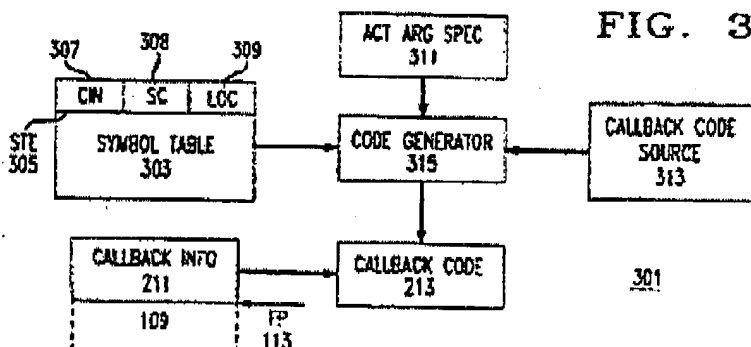 FIG. 3
307
308
309
CIN
SC
LOC
STE
305
SYMBOL TABLE
303
ACT ARG SPEC
311
CODE GENERATOR
315
CALLBACK CODE
SOURCE
313
CALLBACK INFO
211
109
FP
113
CALLBACK CODE
213
301